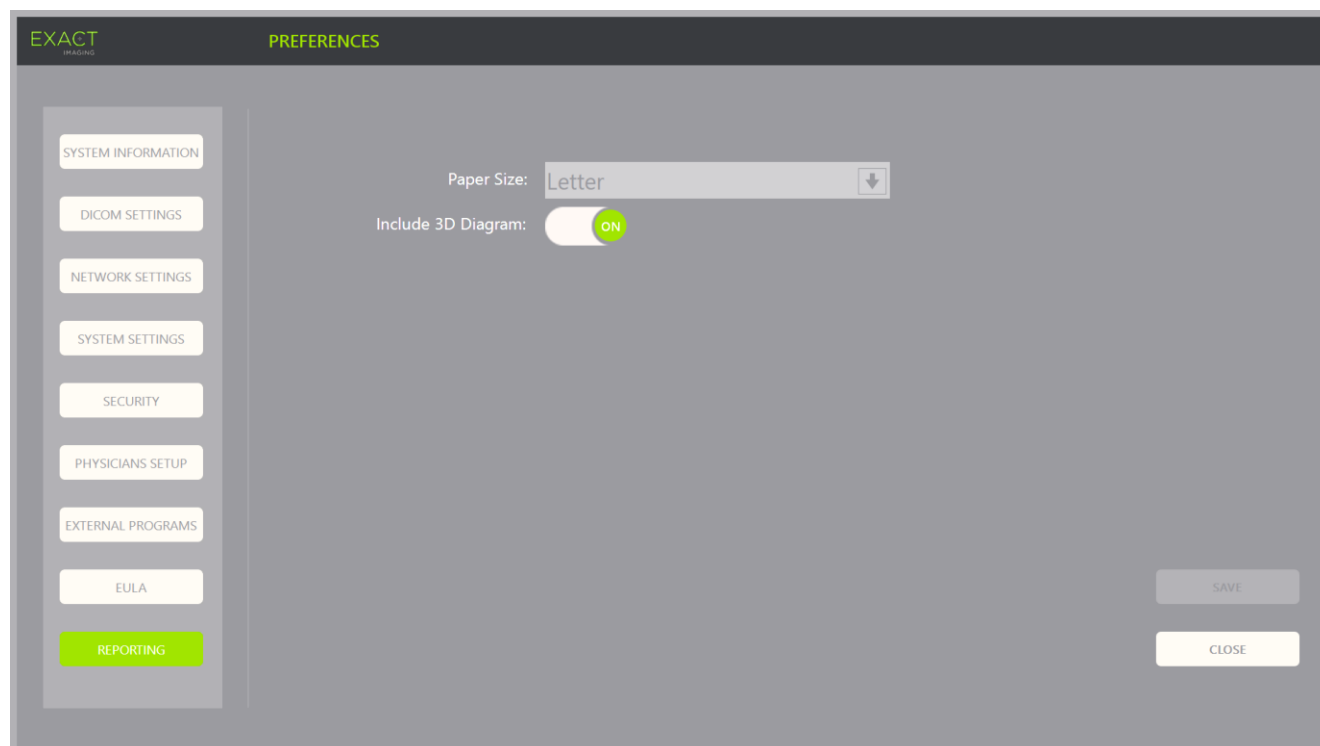 EXACT
IMAGING
PREFERENCES
SYSTEM INFORMATION
DICOM SETTINGS
NETWORK SETTINGS
SYSTEM SETTINGS
SECURITY
PHYSICIANS SETUP
EXTERNAL PROGRAMS
EULA
REPORTING
Paper Size: Letter
Include 3D Diagram: ON
SAVE
CLOSE